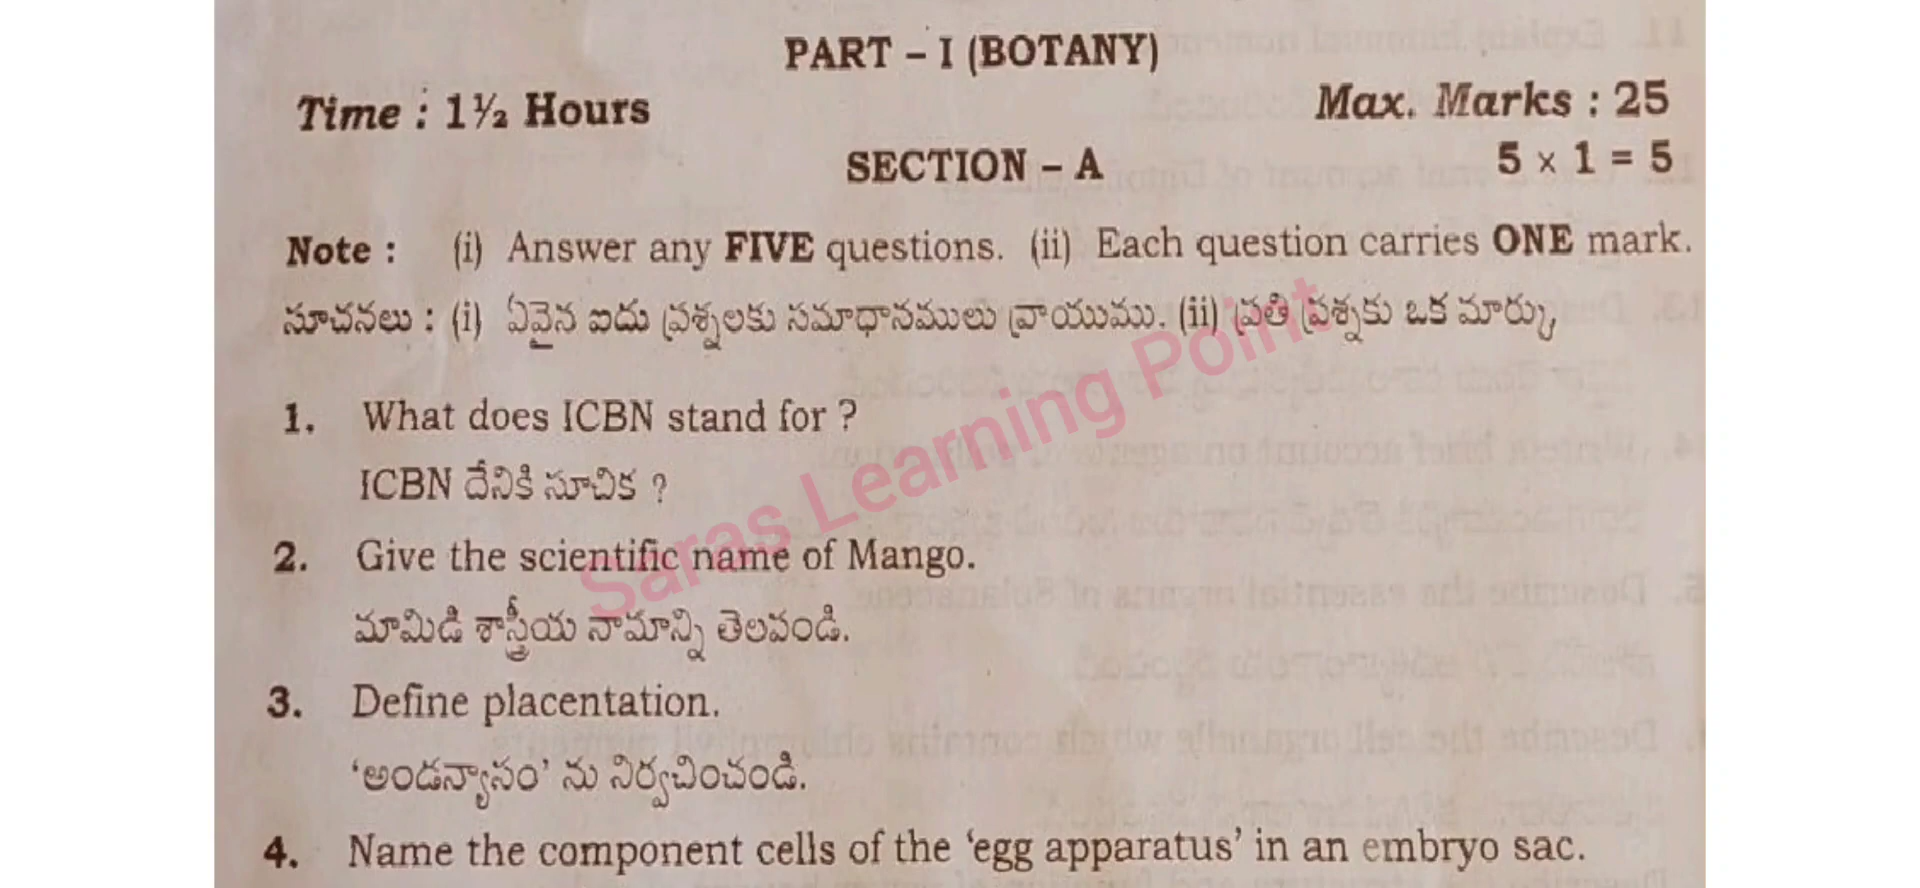 PART – I (BOTANY)
Time : 1½ Hours Max. Marks : 25
SECTION – A 5 × 1 = 5
Note : (i) Answer any FIVE questions. (ii) Each question carries ONE mark.
సూచనలు : (i) ఏవైన ఐదు ప్రశ్నలకు సమాధానములు వ్రాయుము. (ii) ప్రతి ప్రశ్నకు ఒక మార్కు
1. What does ICBN stand for ?
ICBN దేనికి సూచిక ?
2. Give the scientific name of Mango.
మామిడి శాస్త్రీయ నామాన్ని తెలపండి.
3. Define placentation.
‘అండన్యాసం’ ను నిర్వచించండి.
4. Name the component cells of the ‘egg apparatus’ in an embryo sac.
Saras Learning Point